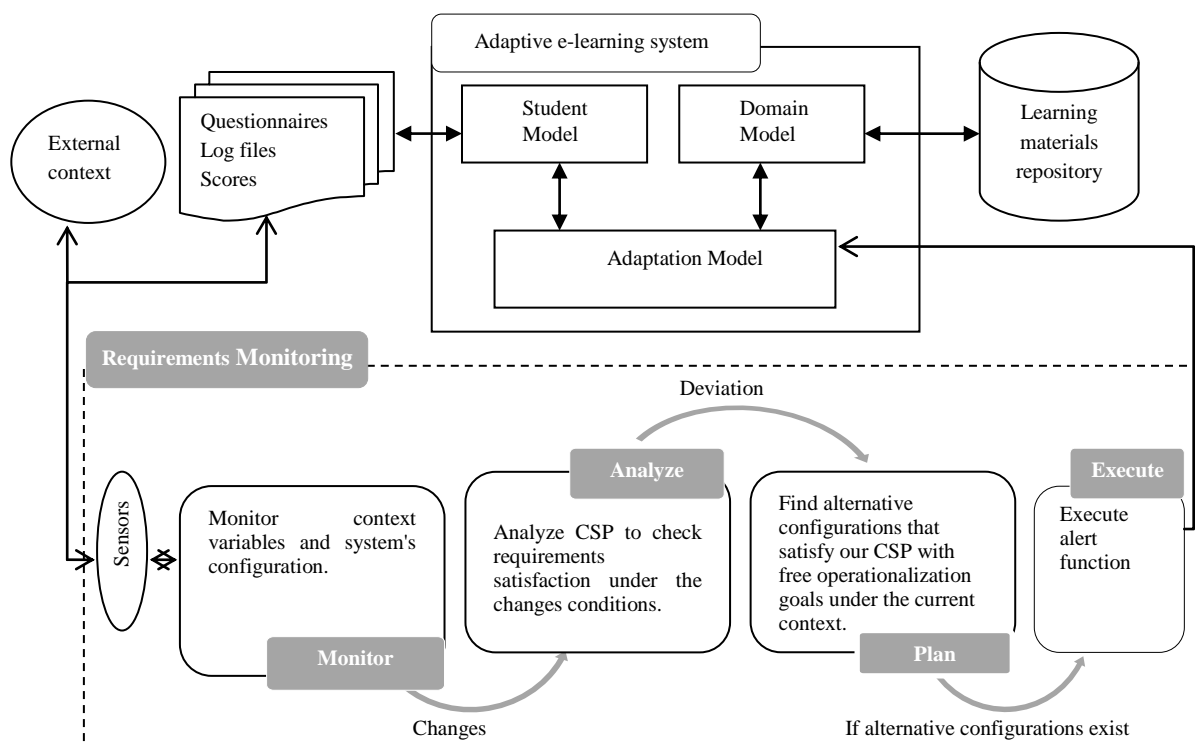 Adaptive e-learning system
External
context
Questionnaires
Log files
Scores
Student
Model
Domain
Model
Learning
materials
repository
Adaptation Model
Requirements Monitoring
Deviation
Sensors
Monitor context
variables and system's
configuration.
Monitor
Analyze
Analyze CSP to check
requirements
satisfaction under the
changes conditions.
Find alternative
configurations that
satisfy our CSP with
free operationalization
goals under the current
context.
Plan
Execute
Execute
alert
function
Changes
If alternative configurations exist